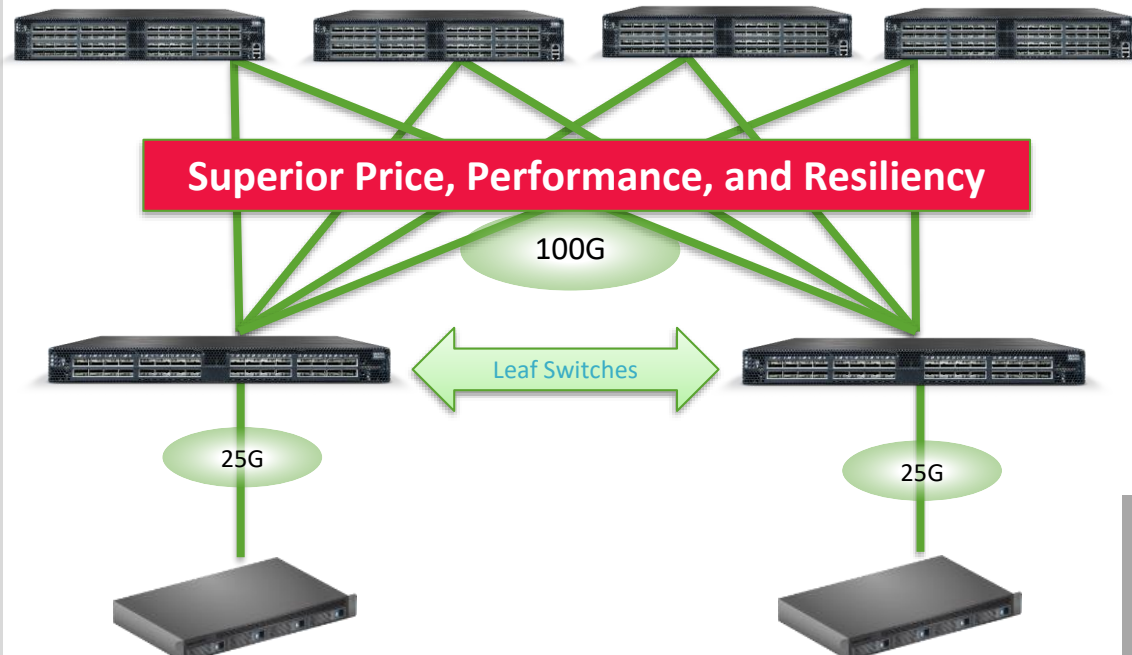 Superior Price, Performance, and Resiliency
100G
Leaf Switches
25G
25G